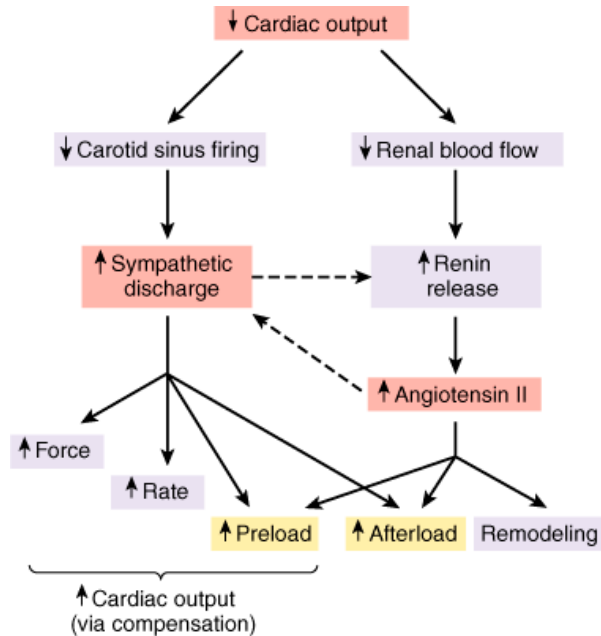 ↓ Cardiac output
↓ Carotid sinus firing
↓ Renal blood flow
↑ Sympathetic
discharge
↑ Renin
release
↑ Angiotensin II
↑ Force
↑ Rate
↑ Preload
↑ Afterload
Remodeling
↑ Cardiac output
(via compensation)